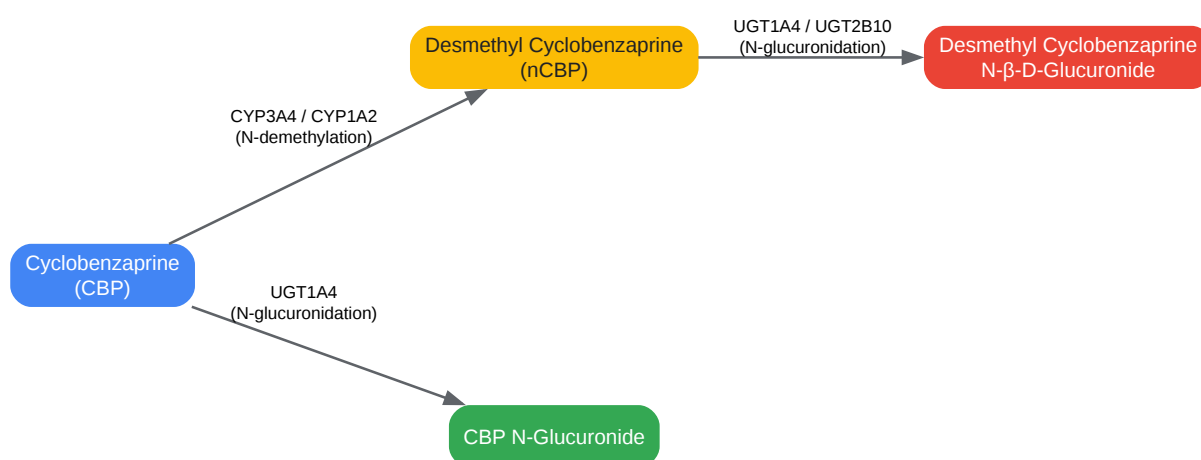 UGT1A4 / UGT2B10
(N-glucuronidation)
Desmethyl Cyclobenzaprine
(nCBP)
Desmethyl Cyclobenzaprine
N-β-D-Glucuronide
CYP3A4 / CYP1A2
(N-demethylation)
Cyclobenzaprine
(CBP)
UGT1A4
(N-glucuronidation)
CBP N-Glucuronide